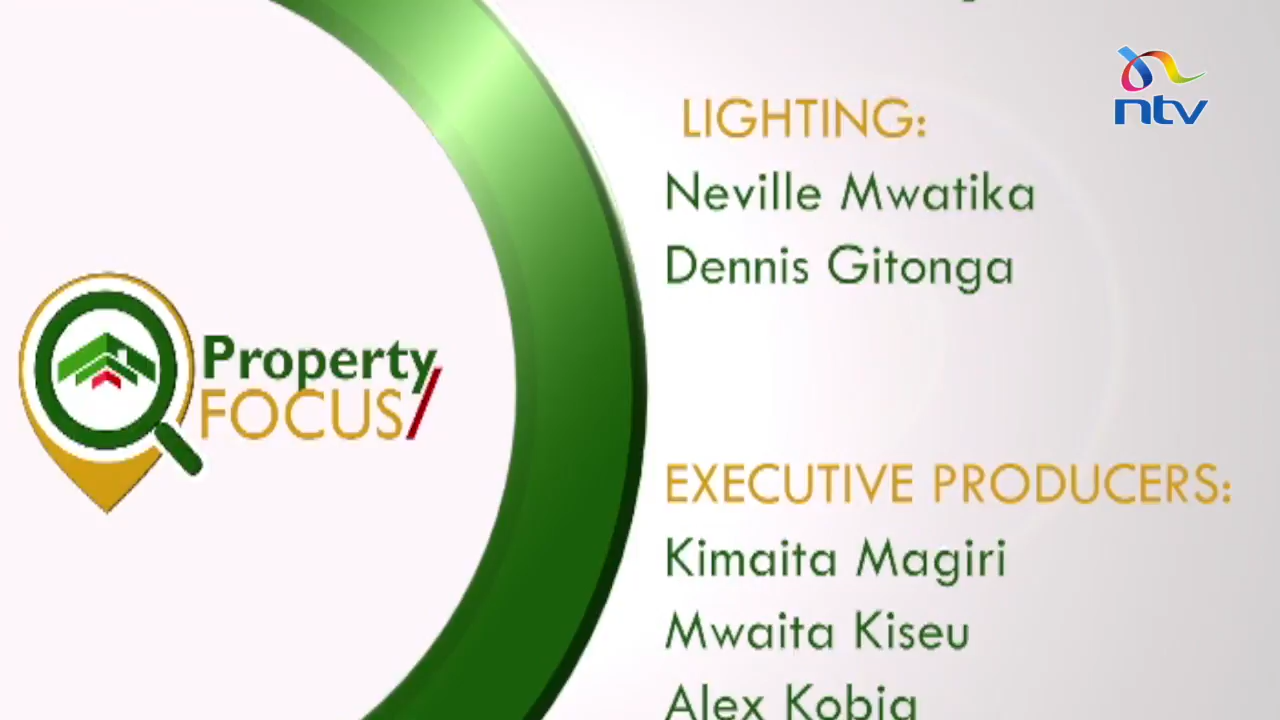 ntv
LIGHTING:
Neville Mwatika
Dennis Gitonga
Property
FOCUS/
EXECUTIVE PRODUCERS:
Kimaita Magiri
Mwaita Kiseu
Alex Kobia